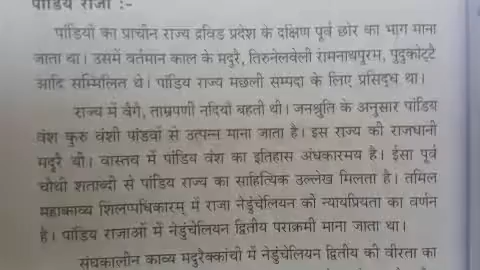 पांडिय राजा :-
पांडियों का प्राचीन राज्य द्रविड प्रदेश के दक्षिण पूर्व छोर का भाग माना
जाता था। उसमें वर्तमान काल के मदुरै, तिरुनेलवेली रामनाथपुरम, पुदुकोट्टै
आदि सम्मिलित थे। पांडिय राज्य मछली सम्पदा के लिए प्रसिद्ध था।
राज्य में वैगै, ताम्रपणी नदियाँ बहती थी। जनश्रुति के अनुसार पांडिय
वंश कुरु वंशी पांडवों से उत्पन्न माना जाता है। इस राज्य की राजधानी
मदुरै थी। वास्तव में पांडिय वंश का इतिहास अंधकारमय है। ईसा पूर्व
चौथी शताब्दी से पांडिय राज्य का साहित्यिक उल्लेख मिलता है। तमिल
महाकाव्य शिलप्पधिकारम् में राजा नेडुंचेलियन को न्यायप्रियता का वर्णन
है। पांडिय राजाओं में नेडुंचेलियन द्वितीय पराक्रमी माना जाता था।
संघकालीन काव्य मदुरैक्कांची में नेडुंचेलियन द्वितीय की वीरता का